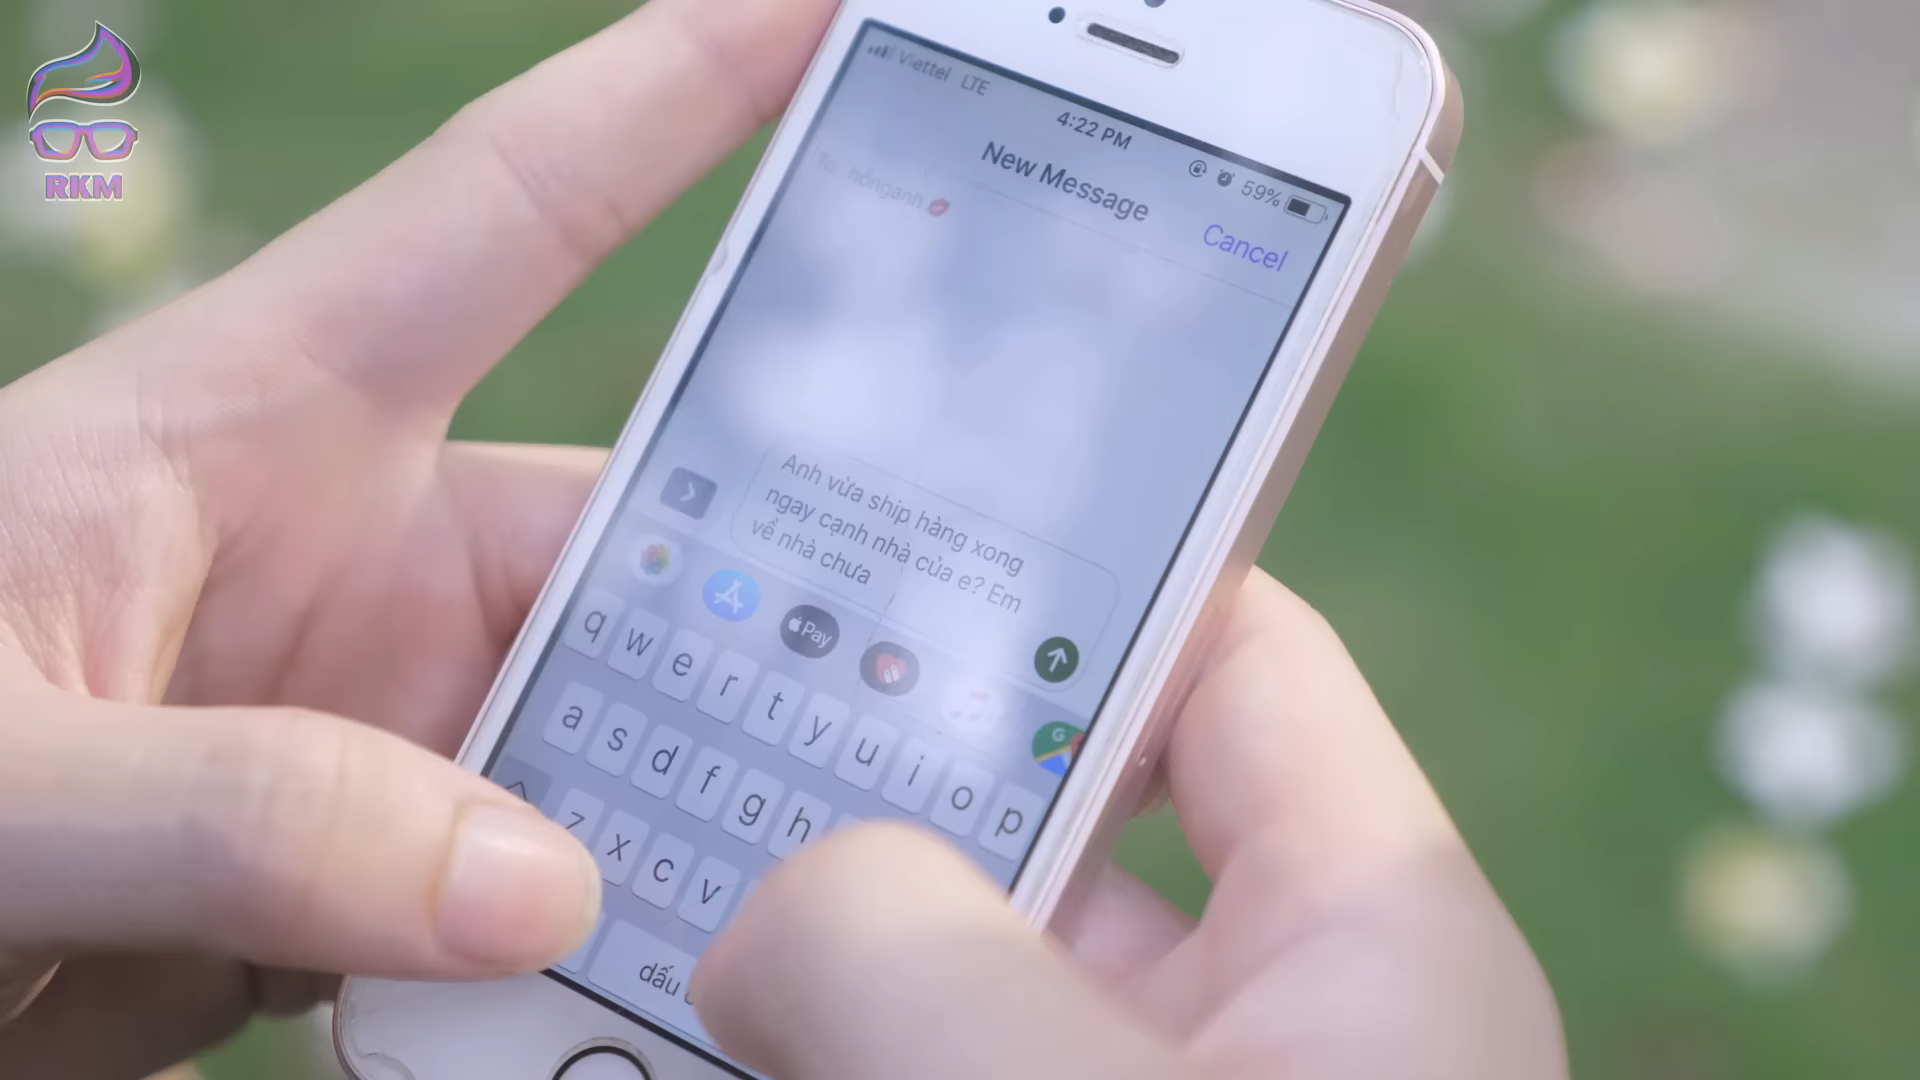 RKM
Viettel LTE
4:22 PM
59%
New Message
To: hồnganh💋
Cancel
Anh vừa ship hàng xong
ngay cạnh nhà của e? Em
về nhà chưa
Pay
G
q w e r t y u i o p
a s d f g h
z x c v
dấu